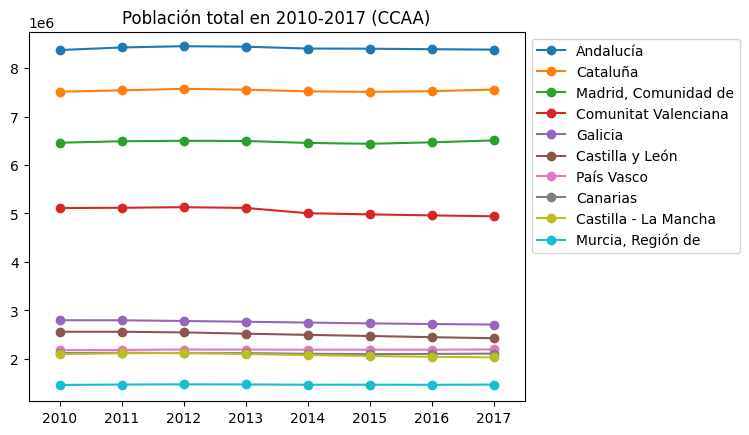 Población total en 2010-2017 (CCAA)
1e6
8
7
6
5
4
3
2
2010 2011 2012 2013 2014 2015 2016 2017
Andalucía
Cataluña
Madrid, Comunidad de
Comunitat Valenciana
Galicia
Castilla y León
País Vasco
Canarias
Castilla - La Mancha
Murcia, Región de